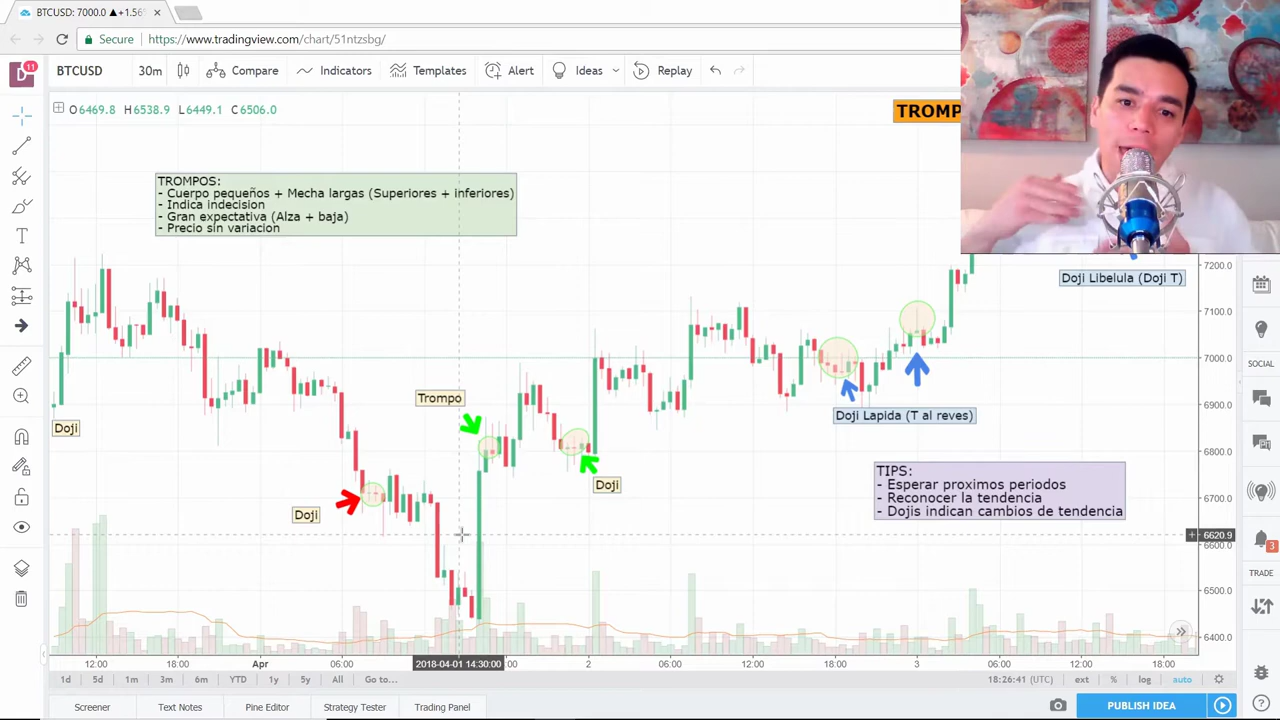 BTCUSD: 7000.0 ▲+1.56
Secure
https://www.tradingview.com/chart/51ntzsbg/
11
BTCUSD 30m Compare Indicators Templates Alert Ideas Replay
O6469.8 H6538.9 L6449.1 C6506.0
TROMP
TROMPOS:
- Cuerpo pequeños + Mecha largas (Superiores + inferiores)
- Indica indecision
- Gran expectativa (Alza + baja)
- Precio sin variacion
Doji Libelula (Doji T)
Trompo
Doji
Doji
Doji
Doji Lapida (T al reves)
TIPS:
- Esperar proximos periodos
- Reconocer la tendencia
- Dojis indican cambios de tendencia
7200.0
7100.0
7000.0
6900.0
6800.0
6700.0
6620.9
6600.0
6500.0
6400.0
SOCIAL
3
TRADE
12:00 18:00 Apr 06:00 2018-04-01 14:30:00 :00 2 06:00 12:00 18:00 3 06:00 12:00 18:00
1d 5d 1m 3m 6m YTD 1y 5y All Go to... 18:26:41 (UTC) ext % log auto
Screener Text Notes Pine Editor Strategy Tester Trading Panel PUBLISH IDEA